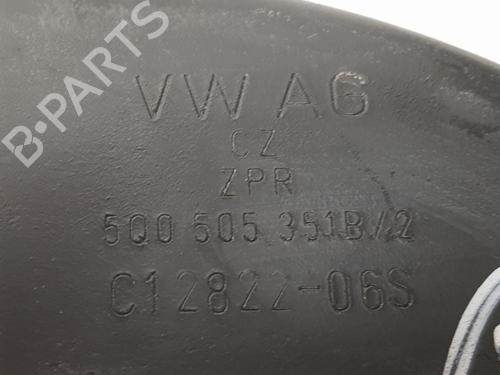 B-PARTS
VW AG
CZ
ZPR
5Q0 505 351B/2
C12822-06S